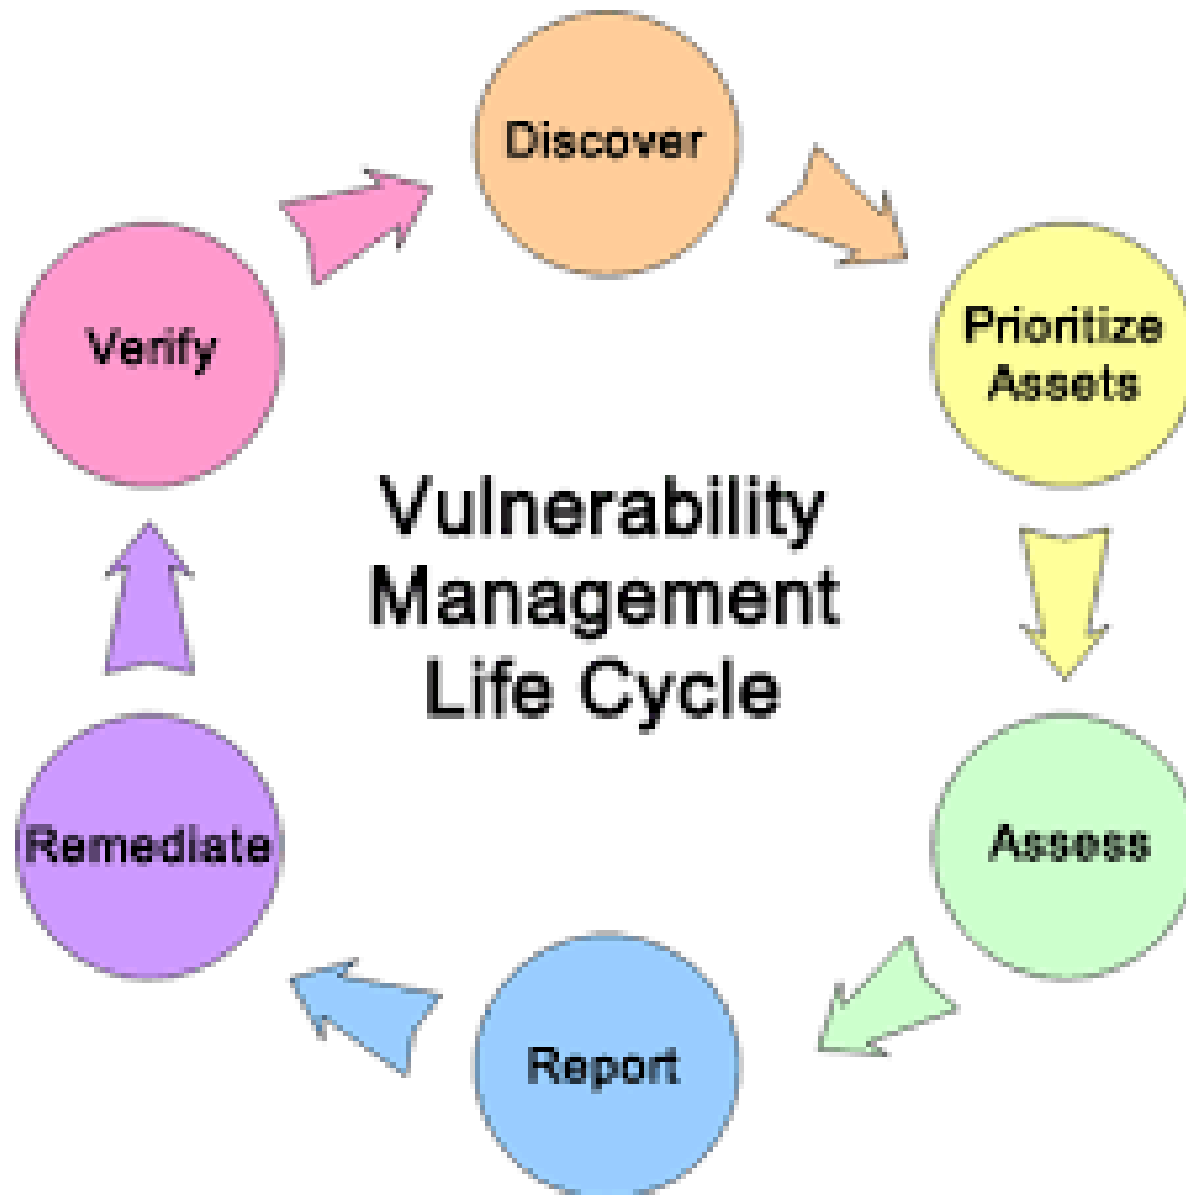 Discover
Prioritize
Assets
Assess
Report
Remediate
Verify
Vulnerability
Management
Life Cycle